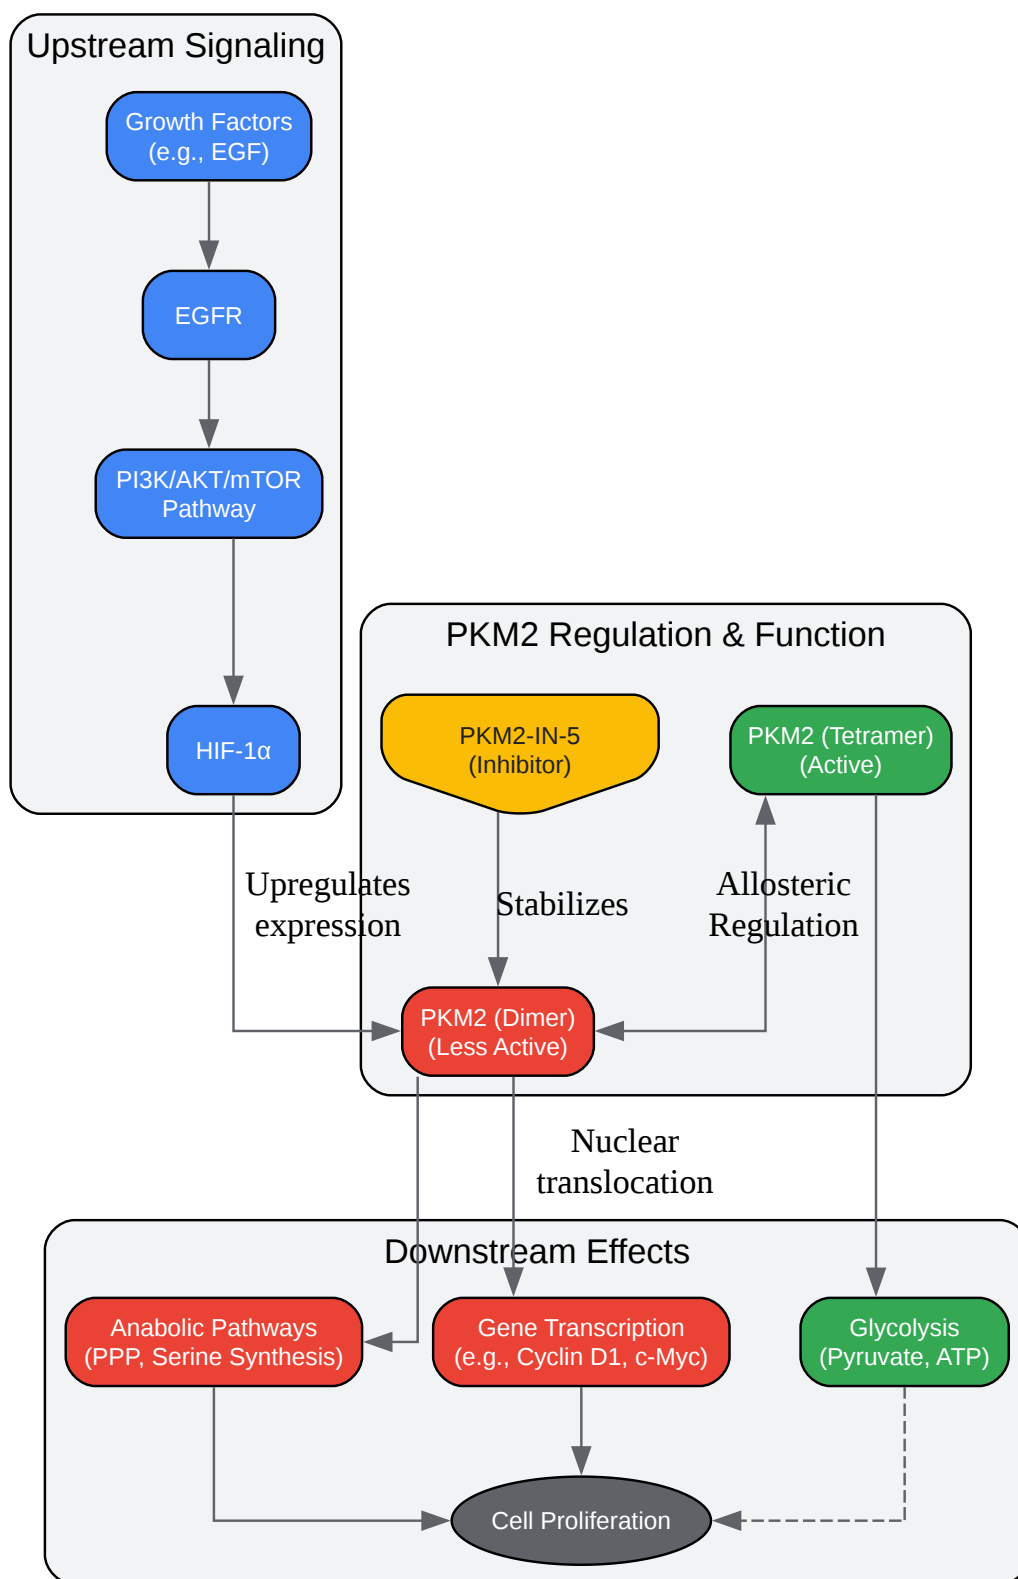 Upstream Signaling
Growth Factors
(e.g., EGF)
EGFR
PI3K/AKT/mTOR
Pathway
HIF-1α
PKM2 Regulation & Function
PKM2-IN-5
(Inhibitor)
PKM2 (Tetramer)
(Active)
Upregulates
expression
Stabilizes
Allosteric
Regulation
PKM2 (Dimer)
(Less Active)
Nuclear
translocation
Downstream Effects
Anabolic Pathways
(PPP, Serine Synthesis)
Gene Transcription
(e.g., Cyclin D1, c-Myc)
Glycolysis
(Pyruvate, ATP)
Cell Proliferation